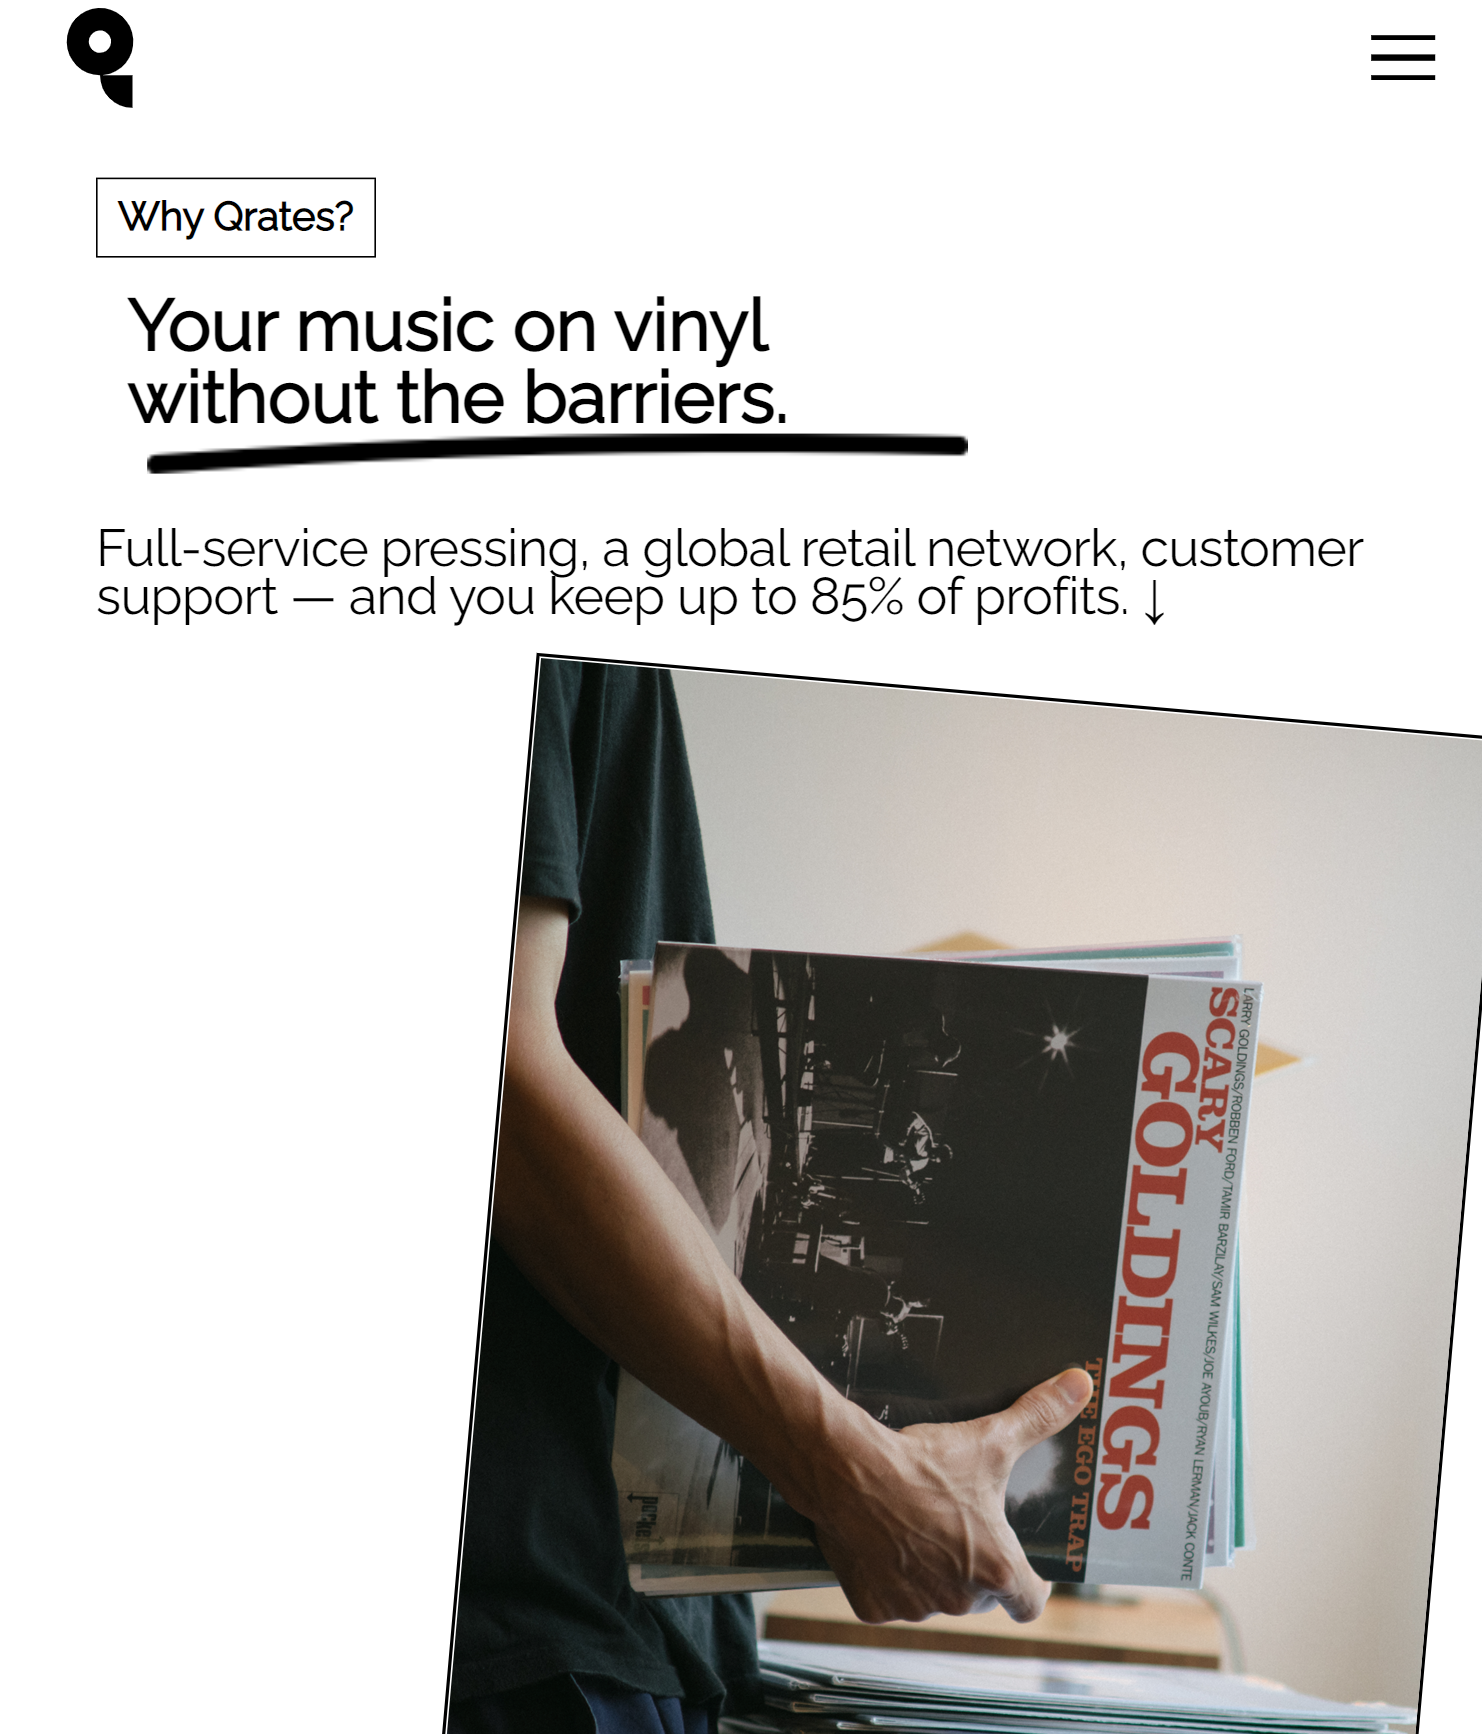 Why Qrates?
Your music on vinyl
without the barriers.
Full-service pressing, a global retail network, customer
support — and you keep up to 85% of profits. ↓
LARRY GOLDINGS/ROBBEN FORD/TAMIR BARZILAY/SAM WILKES/JOE AYOUB/RYAN LERMAN/JACK CONTE
SCARY
GOLDINGS
THE EGO TRAP